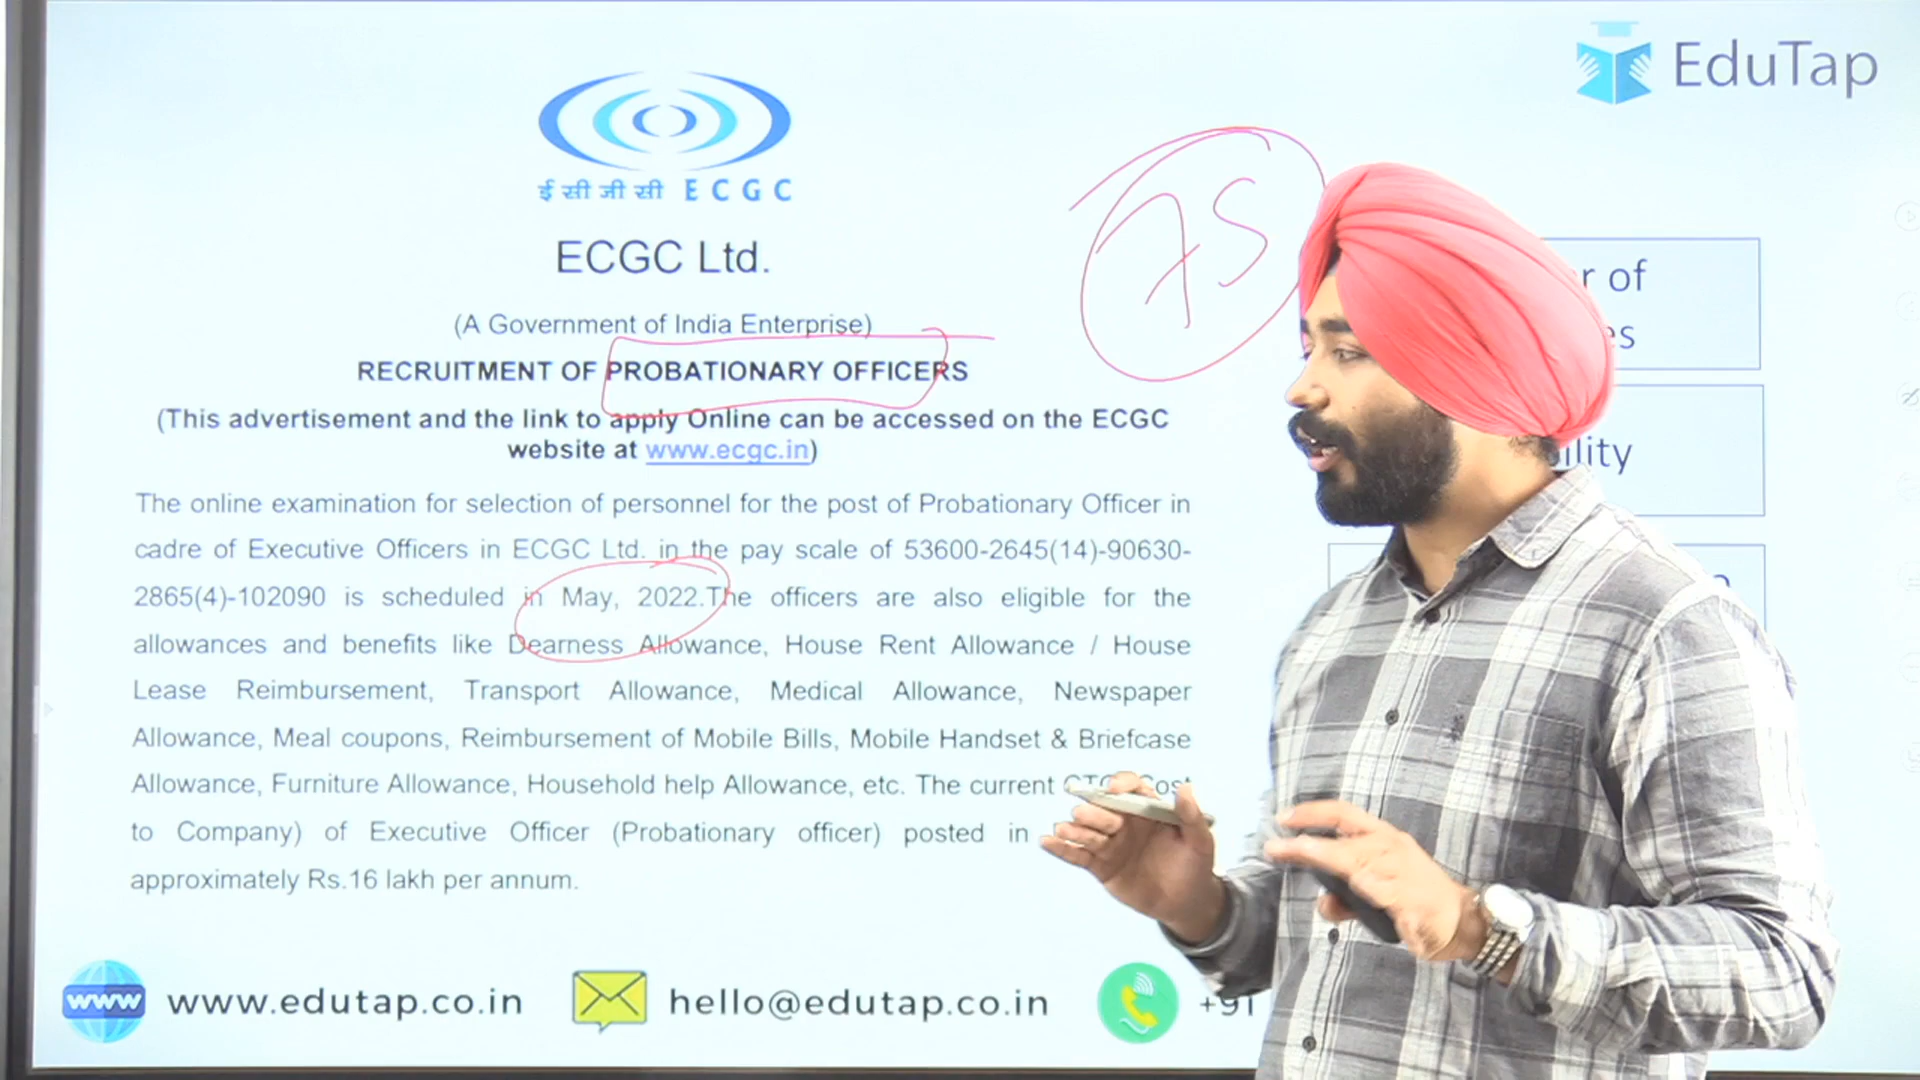 EduTap
ई सी जी सी E C G C
ECGC Ltd.
(A Government of India Enterprise)
RECRUITMENT OF PROBATIONARY OFFICERS
(This advertisement and the link to apply Online can be accessed on the ECGC
website at www.ecgc.in)
The online examination for selection of personnel for the post of Probationary Officer in
cadre of Executive Officers in ECGC Ltd. in the pay scale of 53600-2645(14)-90630-
2865(4)-102090 is scheduled in May, 2022.The officers are also eligible for the
allowances and benefits like Dearness Allowance, House Rent Allowance / House
Lease Reimbursement, Transport Allowance, Medical Allowance, Newspaper
Allowance, Meal coupons, Reimbursement of Mobile Bills, Mobile Handset & Briefcase
Allowance, Furniture Allowance, Household help Allowance, etc. The current
to Company) of Executive Officer (Probationary officer) posted in
approximately Rs.16 lakh per annum.
75
of
www www.edutap.co.in
hello@edutap.co.in
+91